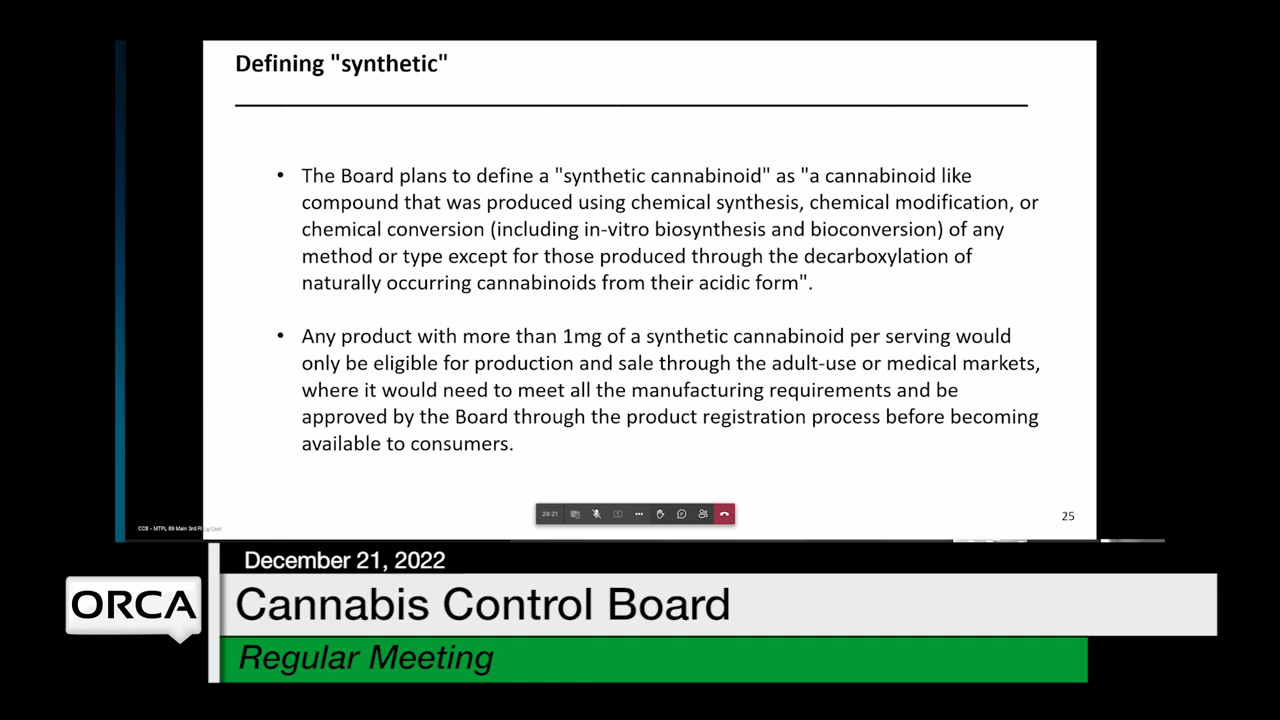 Defining "synthetic"
• The Board plans to define a "synthetic cannabinoid" as "a cannabinoid like
compound that was produced using chemical synthesis, chemical modification, or
chemical conversion (including in-vitro biosynthesis and bioconversion) of any
method or type except for those produced through the decarboxylation of
naturally occurring cannabinoids from their acidic form".
• Any product with more than 1mg of a synthetic cannabinoid per serving would
only be eligible for production and sale through the adult-use or medical markets,
where it would need to meet all the manufacturing requirements and be
approved by the Board through the product registration process before becoming
available to consumers.
28:21
25
CCB - MTPL 89 Main 3rd
December 21, 2022
ORCA
Cannabis Control Board
Regular Meeting